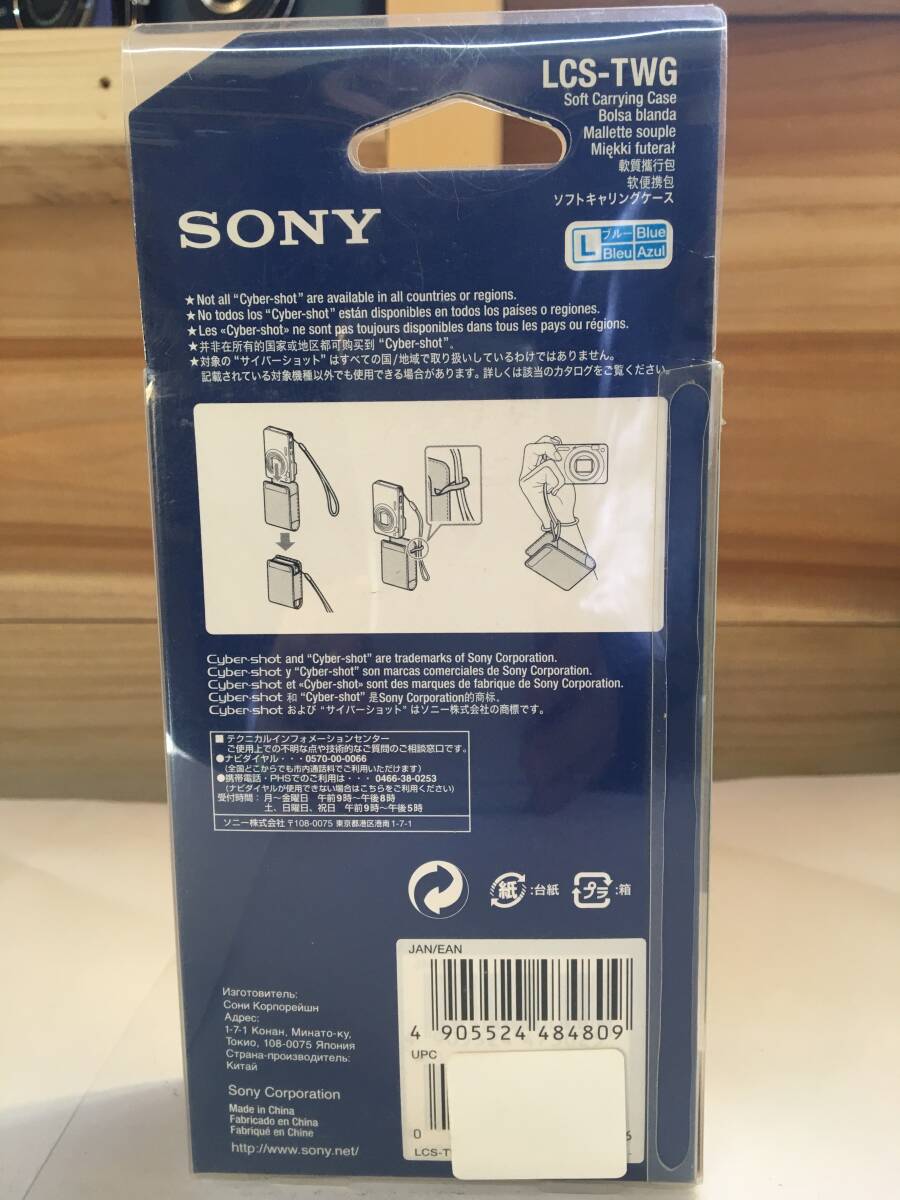 LCS-TWG
Soft Carrying Case
Bolsa blanda
Mallette souple
Miękki futerał
軟質攜行包
软便携包
ソフトキャリングケース
SONY
L ブルー Blue
Bleu Azul
★Not all “Cyber-shot” are available in all countries or regions.
★No todos los “Cyber-shot” están disponibles en todos los países o regiones.
★Les «Cyber-shot» ne sont pas toujours disponibles dans tous les pays ou régions.
★并非在所有的国家或地区都可购买到 “Cyber-shot”。
★対象の “サイバーショット” はすべての国/地域で取り扱いしているわけではありません。
記載されている対象機種以外でも使用できる場合があります。詳しくは該当のカタログをご覧ください。
Cyber-shot and “Cyber-shot” are trademarks of Sony Corporation.
Cyber-shot y “Cyber-shot” son marcas comerciales de Sony Corporation.
Cyber-shot et «Cyber-shot» sont des marques de fabrique de Sony Corporation.
Cyber-shot 和 “Cyber-shot” 是Sony Corporation的商标。
Cyber-shot および “サイバーショット” はソニー株式会社の商標です。
■ テクニカルインフォメーションセンター
ご使用上での不明な点や技術的なご質問のご相談窓口です。
●ナビダイヤル・・・0570-00-0066
(全国どこからでも市内通話料でご利用いただけます)
●携帯電話・PHSでのご利用は・・・ 0466-38-0253
(ナビダイヤルが使用できない場合はこちらをご利用ください)
受付時間: 月～金曜日 午前9時～午後8時
土、日曜日、祝日 午前9時～午後5時
ソニー株式会社 〒108-0075 東京都港区港南1-7-1
紙 :台紙 プラ :箱
JAN/EAN
4 905524 484809
UPC
0 6
LCS-T
Изготовитель:
Сони Корпорейшн
Адрес:
1-7-1 Конан, Минато-ку,
Токио, 108-0075 Япония
Страна-производитель:
Китай
Sony Corporation
Made in China
Fabricado en China
Fabriqué en Chine
http://www.sony.net/